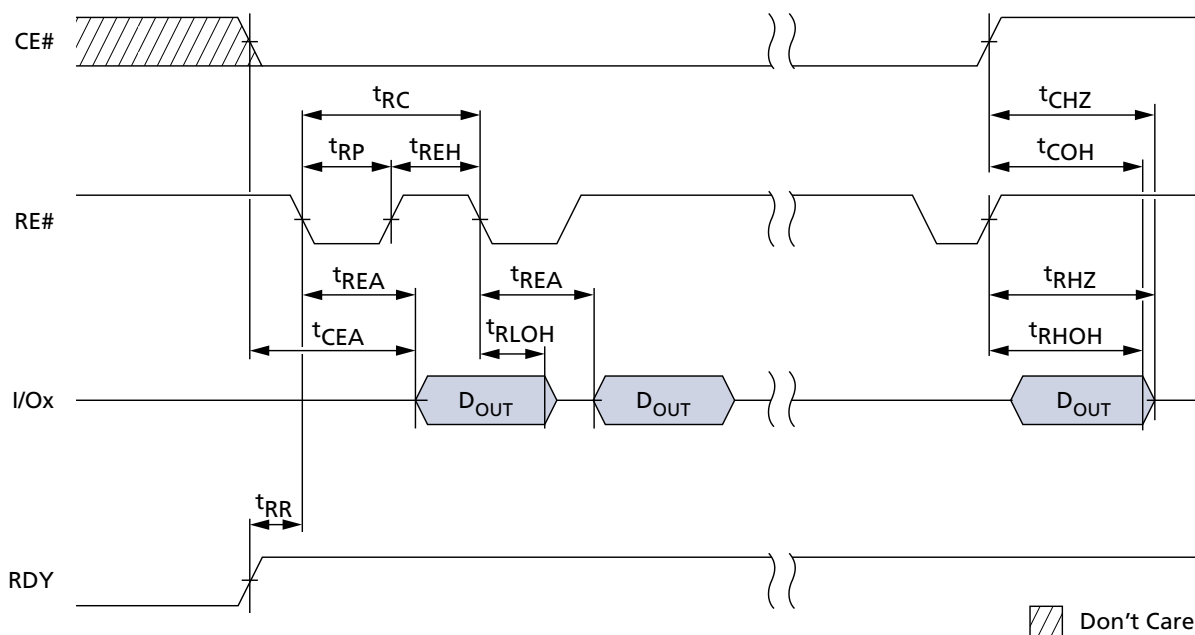 CE#
tRC
tCHZ
tRP
tREH
tCOH
RE#
tREA
tREA
tRHZ
tCEA
tRLOH
tRHOH
I/Ox
DOUT
DOUT
DOUT
tRR
RDY
Don't Care